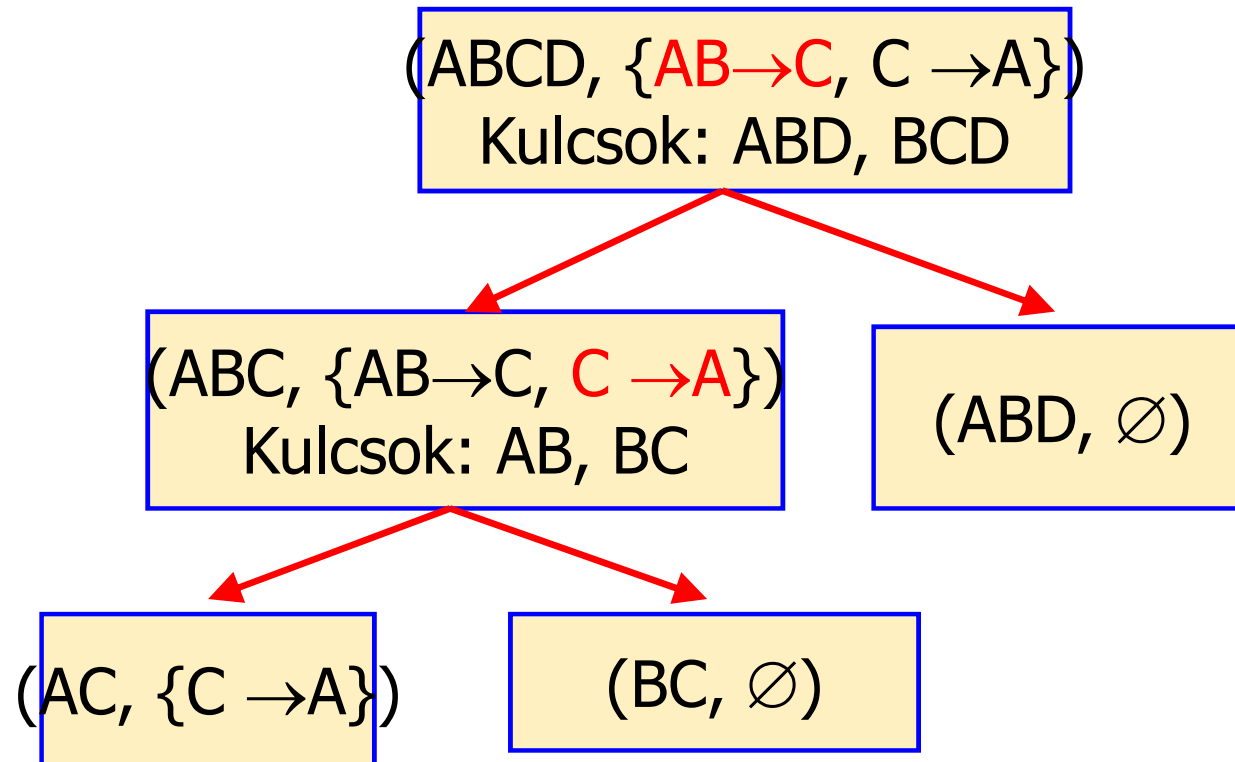 (ABCD, {AB→C, C →A})
Kulcsok: ABD, BCD
(ABC, {AB→C, C →A})
Kulcsok: AB, BC
(ABD, ∅)
(AC, {C →A})
(BC, ∅)